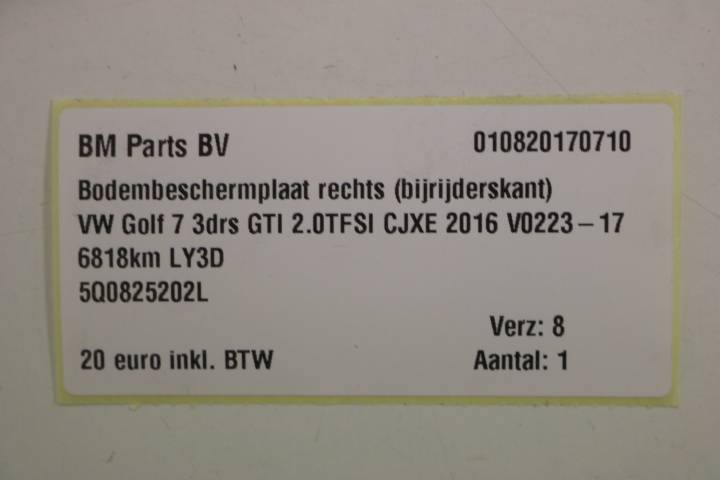 BM Parts BV 010820170710
Bodembeschermplaat rechts (bijrijderskant)
VW Golf 7 3drs GTI 2.0TFSI CJXE 2016 V0223-17
6818km LY3D
5Q0825202L
Verz: 8
20 euro inkl. BTW Aantal: 1